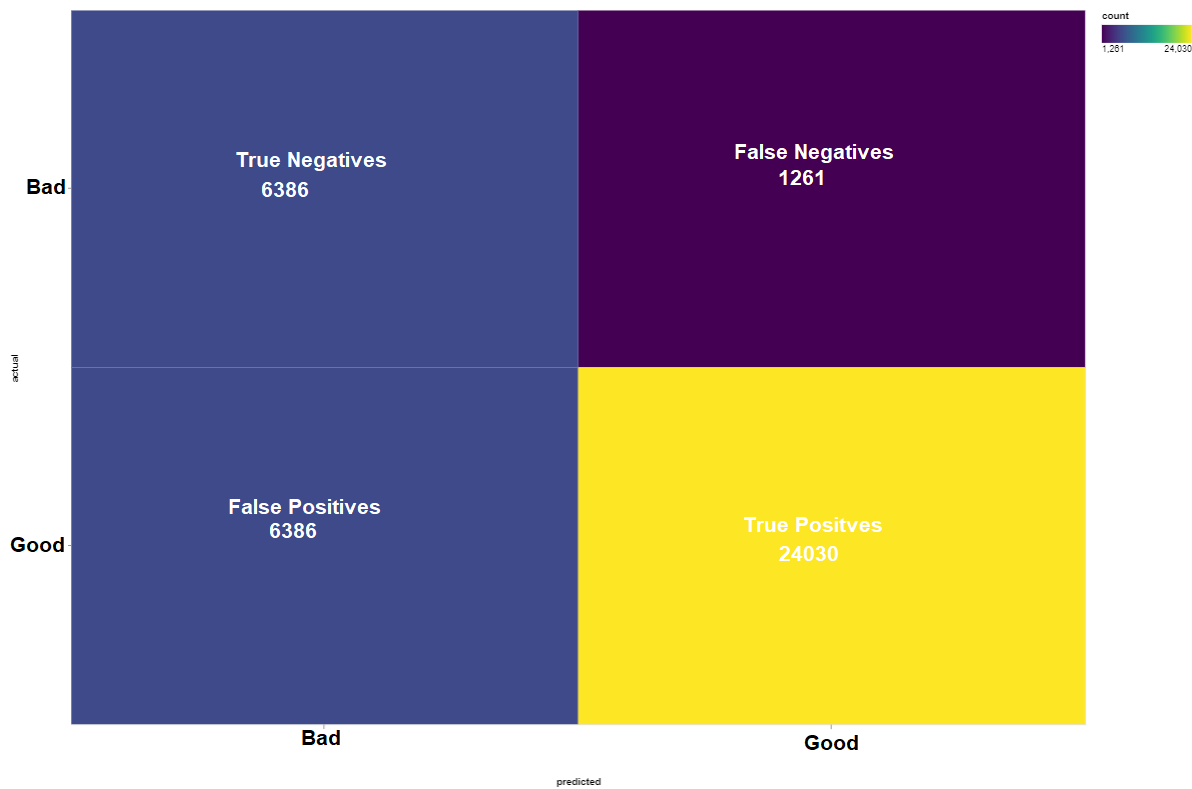 count
1,261
24,030
True Negatives
6386
False Negatives
1261
Bad
actual
False Positives
6386
True Positves
24030
Good
Bad
Good
predicted